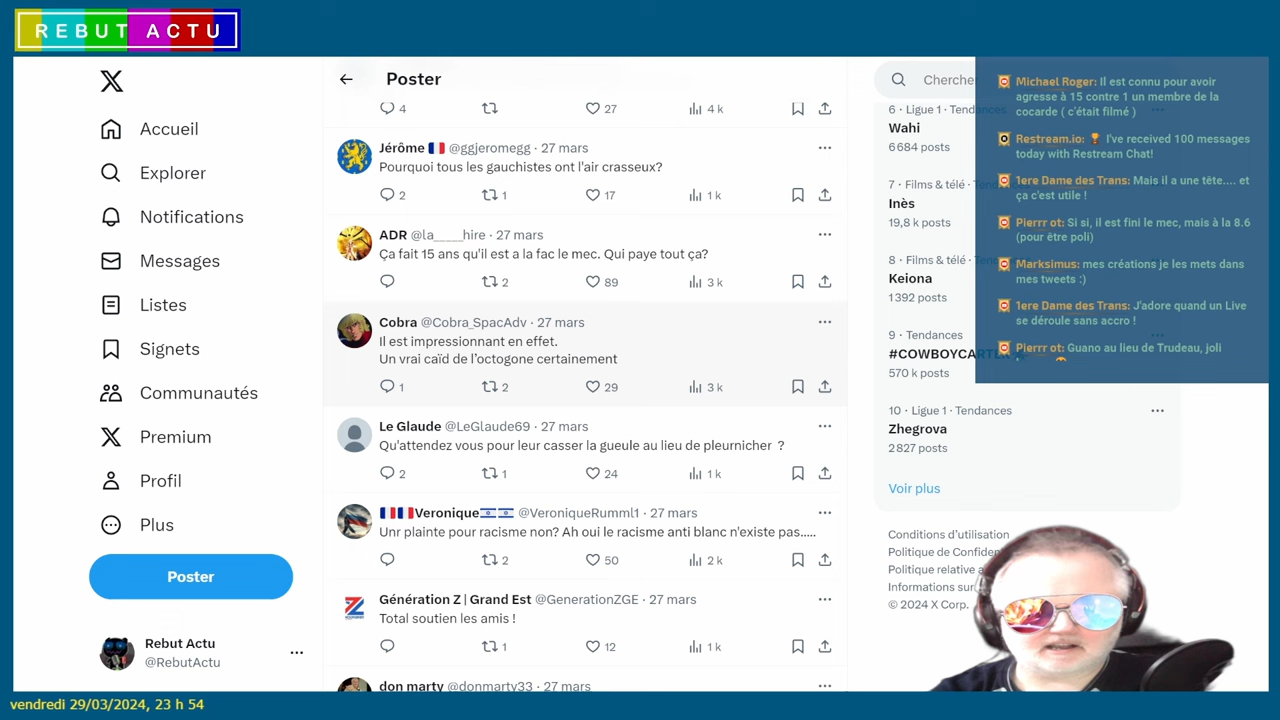 REBUT ACTU
Accueil
Explorer
Notifications
Messages
Listes
Signets
Communautés
Premium
Profil
Plus
Poster
Rebut Actu
@RebutActu
Poster
4 27 4 k
Jérôme 🇫🇷 @ggjeromegg · 27 mars
Pourquoi tous les gauchistes ont l'air crasseux?
2 1 17 1 k
ADR @la____hire · 27 mars
Ça fait 15 ans qu'il est a la fac le mec. Qui paye tout ça?
2 89 3 k
Cobra @Cobra_SpacAdv · 27 mars
Il est impressionnant en effet.
Un vrai caïd de l’octogone certainement
1 2 29 3 k
Le Glaude @LeGlaude69 · 27 mars
Qu'attendez vous pour leur casser la gueule au lieu de pleurnicher ?
2 1 24 1 k
🇫🇷🇫🇷Veronique🇮🇱🇮🇱 @VeroniqueRumml1 · 27 mars
Unr plainte pour racisme non? Ah oui le racisme anti blanc n'existe pas.....
2 50 2 k
Génération Z | Grand Est @GenerationZGE · 27 mars
Total soutien les amis !
1 12 1 k
don marty @donmarty33 · 27 mars
Cherche
6 · Ligue 1 · Tendances
Wahi
6 684 posts
7 · Films & télé ·
Inès
19,8 k posts
8 · Films & télé ·
Keiona
1 392 posts
9 · Tendances
#COWBOYCARTER
570 k posts
10 · Ligue 1 · Tendances
Zhegrova
2 827 posts
Voir plus
Conditions d’utilisation
Politique de
Politique relative
Informations sur
© 2024 X Corp.
Michael Roger: Il est connu pour avoir
agresse à 15 contre 1 un membre de la
cocarde ( c'était filmé )
Restream.io: 🏆 I've received 100 messages
today with Restream Chat!
1ere Dame des Trans: Mais il a une tête.... et
ça c'est utile !
Pierrr ot: Si si, il est fini le mec, mais à la 8.6
(pour être poli)
Marksimus: mes créations je les mets dans
mes tweets :)
1ere Dame des Trans: J'adore quand un Live
se déroule sans accro !
Pierrr ot: Guano au lieu de Trudeau, joli
vendredi 29/03/2024, 23 h 54